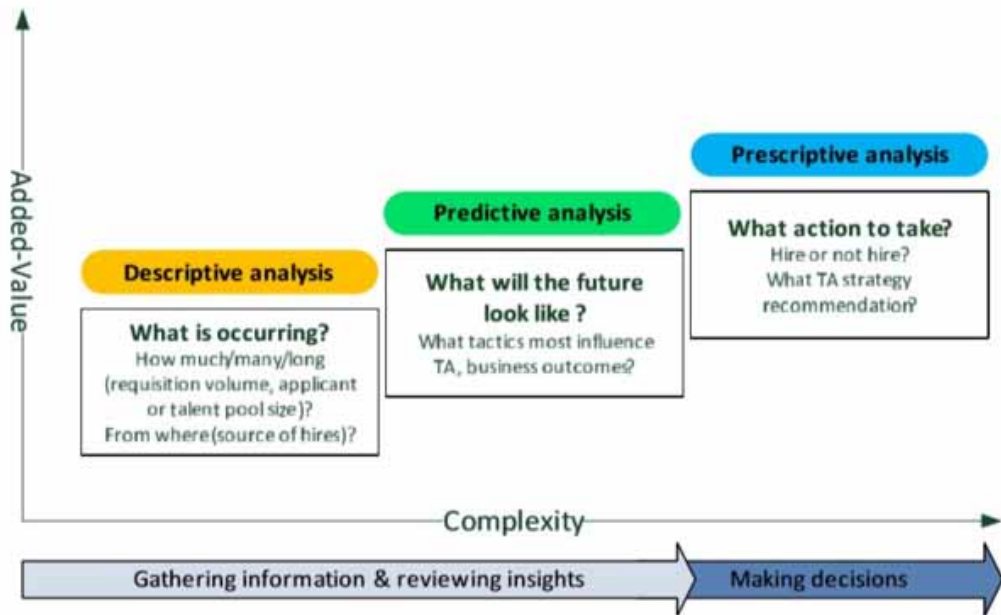 Added-Value
Descriptive analysis
What is occurring?
How much/many/long
(requisition volume, applicant
or talent pool size)?
From where (source of hires)?
Predictive analysis
What will the future
look like ?
What tactics most influence
TA, business outcomes?
Prescriptive analysis
What action to take?
Hire or not hire?
What TA strategy
recommendation?
Complexity
Gathering information & reviewing insights
Making decisions